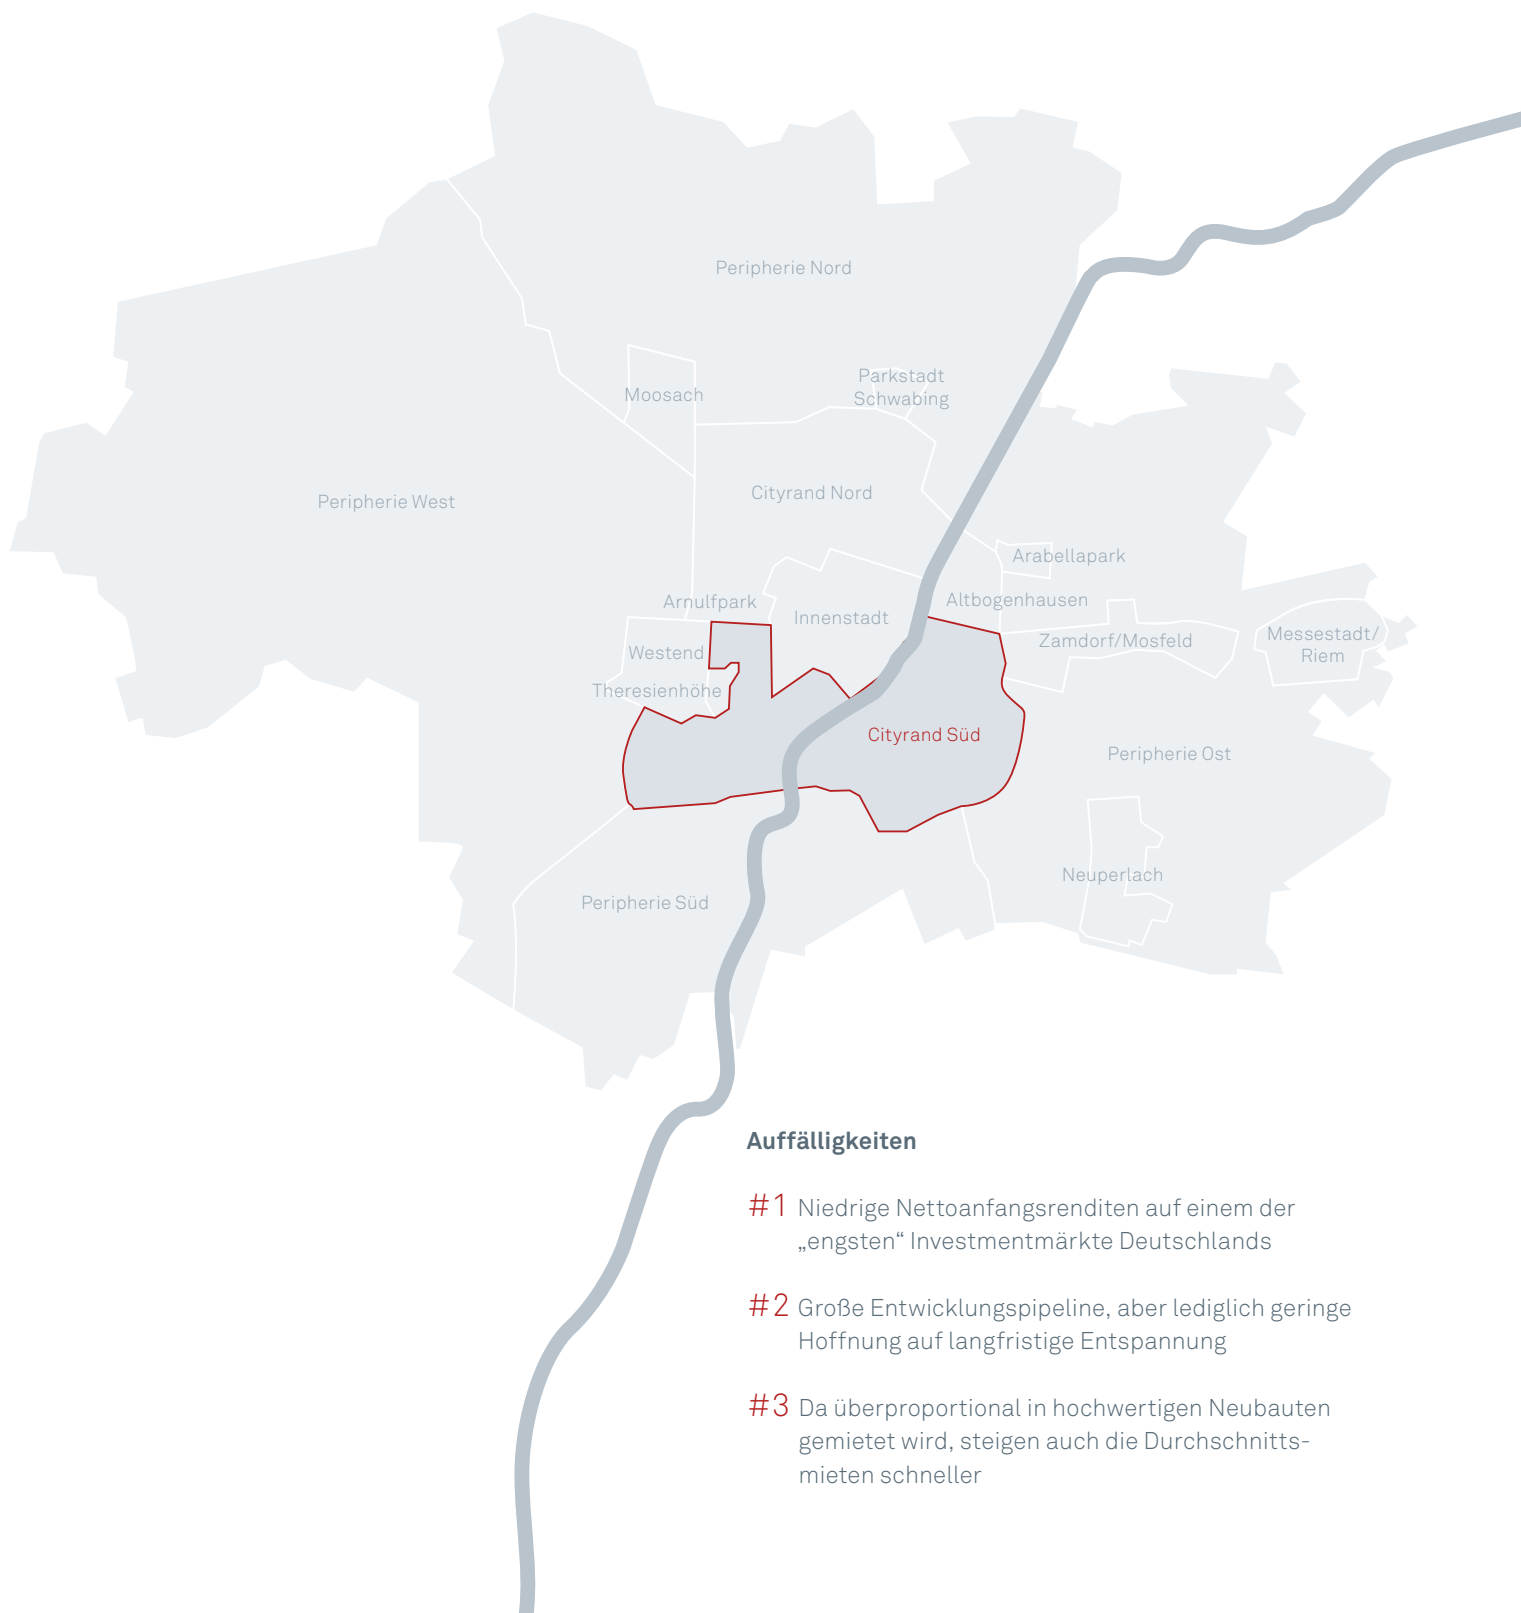 Peripherie Nord
Parkstadt
Schwabing
Moosach
Cityrand Nord
Peripherie West
Arabellapark
Arnulfpark
Altbogenhausen
Innenstadt
Zamdorf/Mosfeld
Messestadt/
Riem
Westend
Theresienhöhe
Cityrand Süd
Peripherie Ost
Neuperlach
Peripherie Süd
Auffälligkeiten
#1 Niedrige Nettoanfangsrenditen auf einem der
„engsten“ Investmentmärkte Deutschlands
#2 Große Entwicklungspipeline, aber lediglich geringe
Hoffnung auf langfristige Entspannung
#3 Da überproportional in hochwertigen Neubauten
gemietet wird, steigen auch die Durchschnitts-
mieten schneller